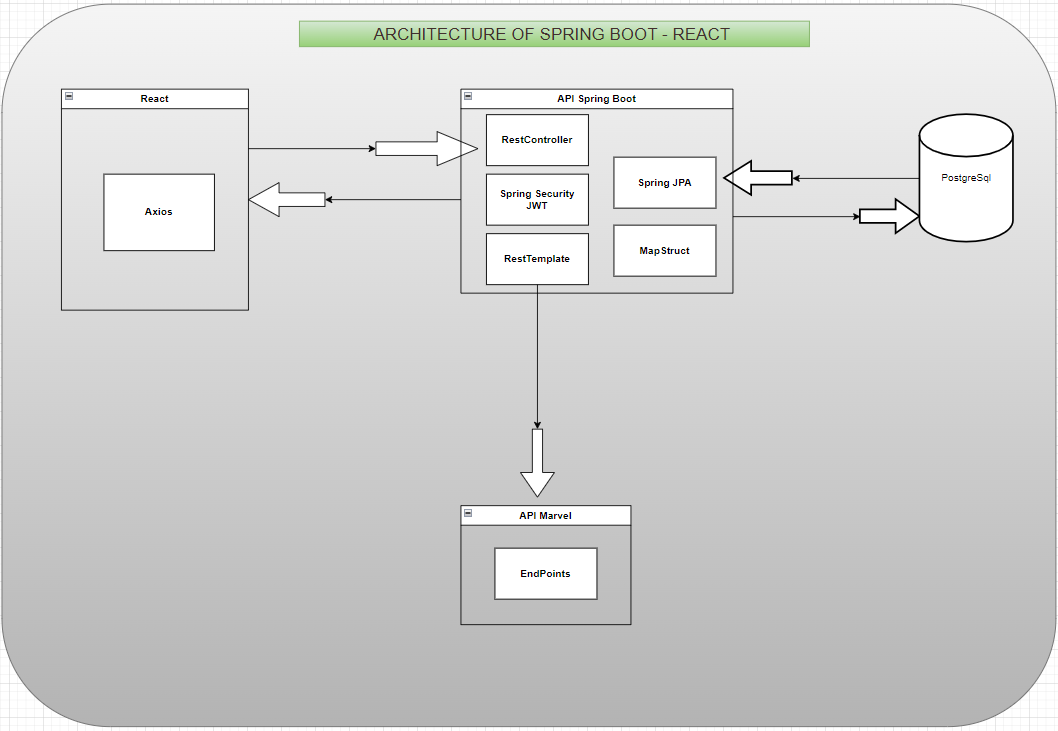 ARCHITECTURE OF SPRING BOOT - REACT
React
Axios
API Spring Boot
RestController
Spring Security
JWT
RestTemplate
Spring JPA
MapStruct
PostgreSql
API Marvel
EndPoints